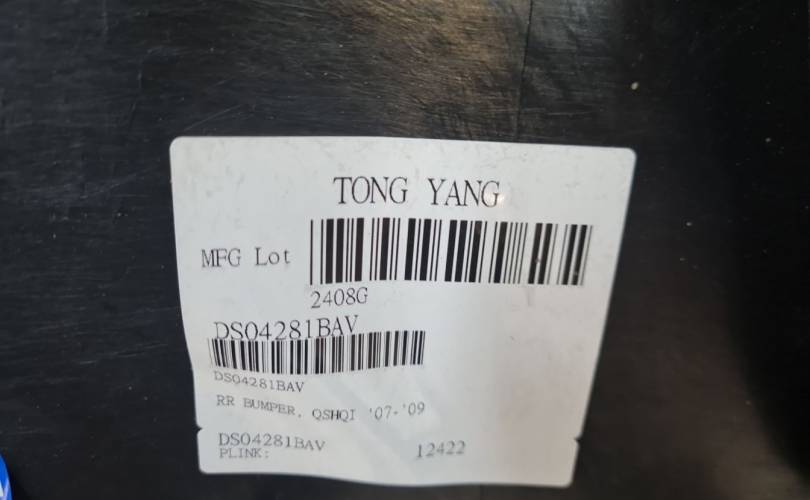 TONG YANG
MFG Lot
2408G
DS04281BAV
DS04281BAV
RR BUMPER, QSHQI '07-'09
DS04281BAV 12422
PLINK: